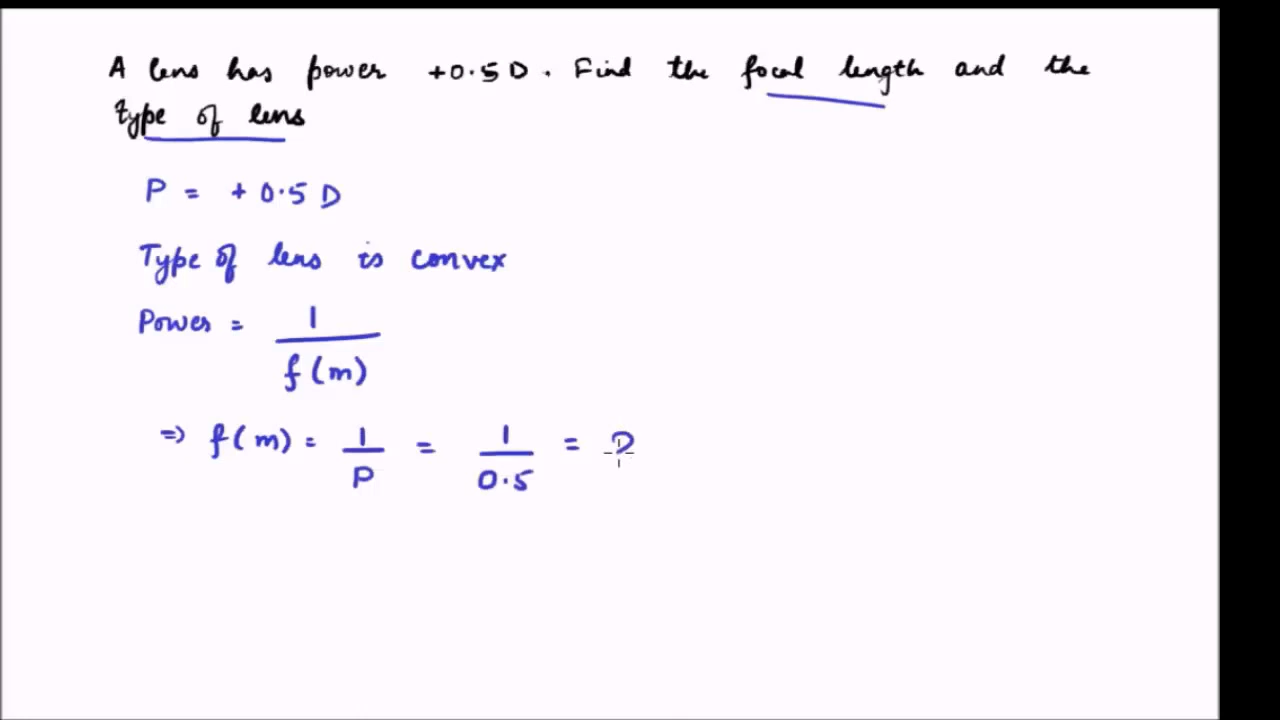 A lens has power +0.5 D. Find the focal length and the
type of lens
P = + 0.5 D
Type of lens is convex
Power = 1 / f(m)
=> f(m) = 1 / P = 1 / 0.5 = 2